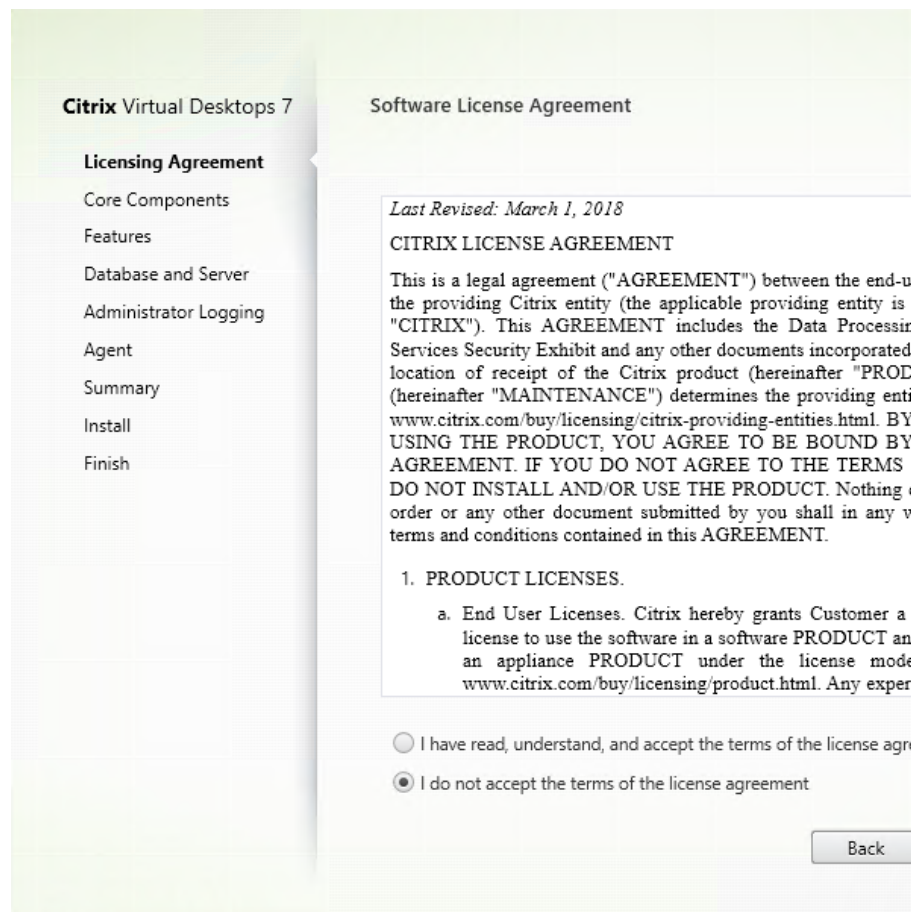 Citrix Virtual Desktops 7
Licensing Agreement
Core Components
Features
Database and Server
Administrator Logging
Agent
Summary
Install
Finish
Software License Agreement
Last Revised: March 1, 2018
CITRIX LICENSE AGREEMENT
This is a legal agreement ("AGREEMENT") between the end-u
the providing Citrix entity (the applicable providing entity is
"CITRIX"). This AGREEMENT includes the Data Processin
Services Security Exhibit and any other documents incorporated
location of receipt of the Citrix product (hereinafter "PROD
(hereinafter "MAINTENANCE") determines the providing enti
www.citrix.com/buy/licensing/citrix-providing-entities.html. BY
USING THE PRODUCT, YOU AGREE TO BE BOUND BY
AGREEMENT. IF YOU DO NOT AGREE TO THE TERMS
DO NOT INSTALL AND/OR USE THE PRODUCT. Nothing
order or any other document submitted by you shall in any
terms and conditions contained in this AGREEMENT.
1. PRODUCT LICENSES.
a. End User Licenses. Citrix hereby grants Customer a
license to use the software in a software PRODUCT an
an appliance PRODUCT under the license mode
www.citrix.com/buy/licensing/product.html. Any exper
I have read, understand, and accept the terms of the license agre
I do not accept the terms of the license agreement
Back